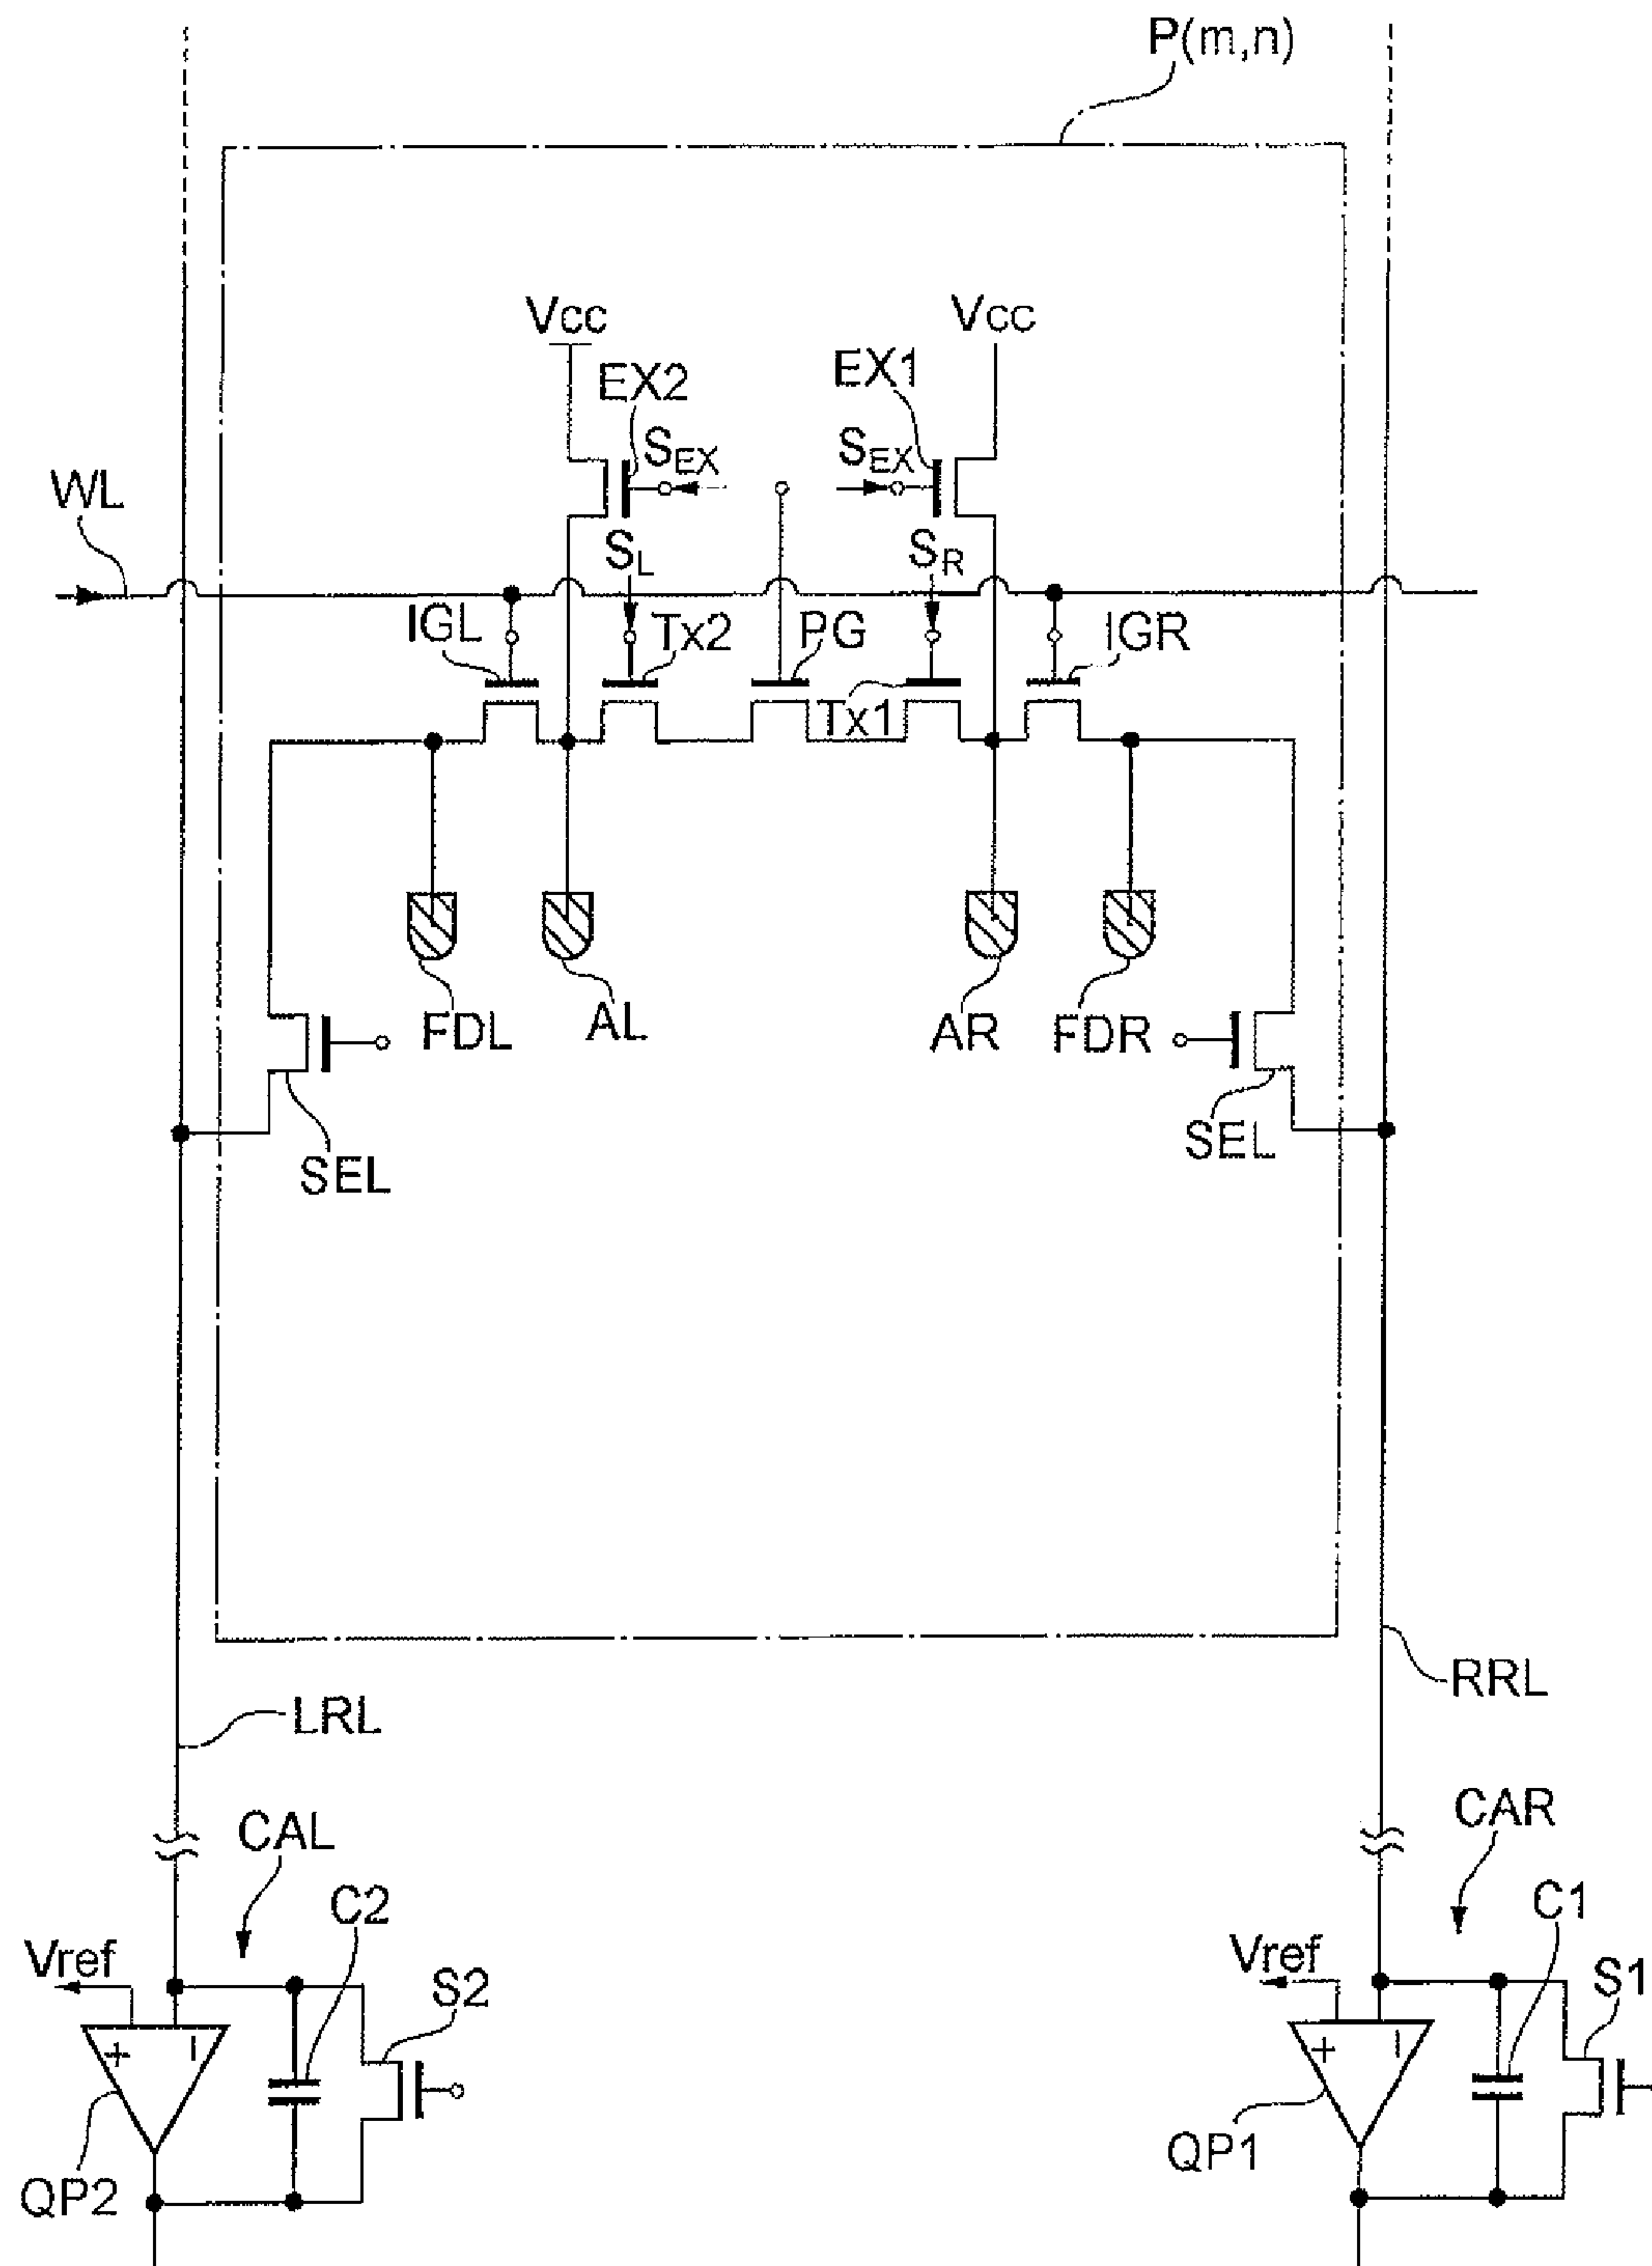 P(m,n)
Vcc
Vcc
EX2
EX1
SEX
SEX
WL
SL
SR
IGL
Tx2
PG
IGR
Tx1
FDL
AL
AR
FDR
SEL
SEL
RRL
LRL
CAL
CAR
C2
C1
Vref
S2
Vref
S1
+
−
+
−
QP2
QP1